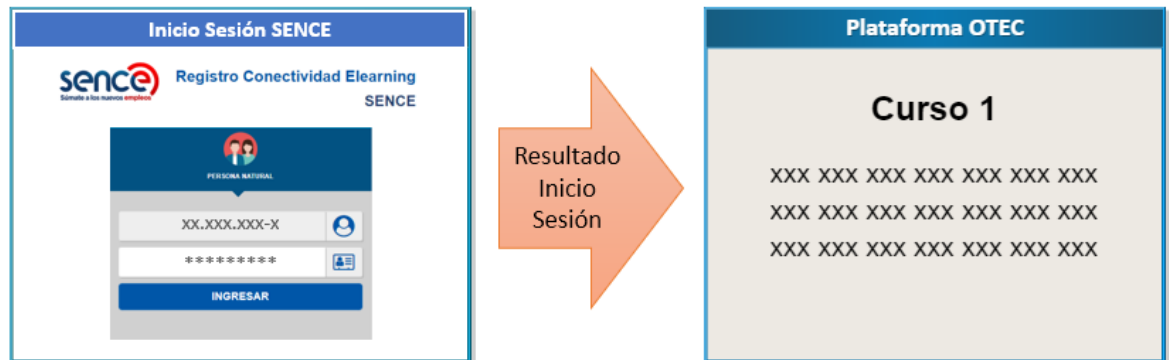 Inicio Sesión SENCE
sence
Súmate a los nuevos empleos
Registro Conectividad Elearning
SENCE
PERSONA NATURAL
XX.XXX.XXX-X
*********
INGRESAR
Resultado
Inicio
Sesión
Plataforma OTEC
Curso 1
XXX XXX XXX XXX XXX XXX XXX
XXX XXX XXX XXX XXX XXX XXX
XXX XXX XXX XXX XXX XXX XXX